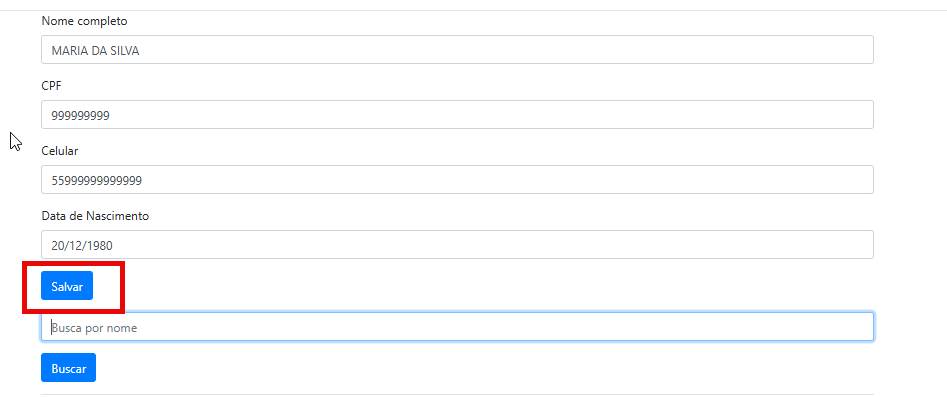 Nome completo
MARIA DA SILVA
CPF
999999999
Celular
55999999999999
Data de Nascimento
20/12/1980
Salvar
Busca por nome
Buscar